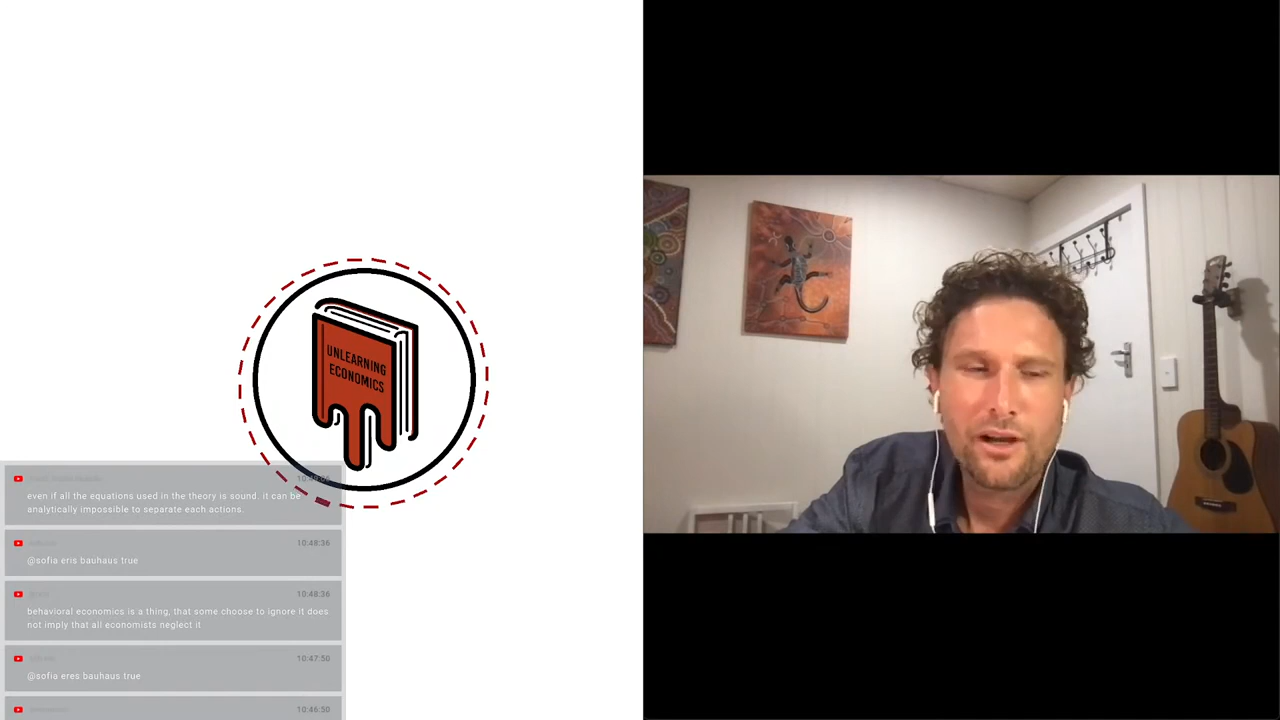 UNLEARNING
ECONOMICS
even if all the equations used in the theory is sound. it can be
analytically impossible to separate each actions.
10:48:36
@sofia eris bauhaus true
10:48:36
behavioral economics is a thing, that some choose to ignore it does
not imply that all economists neglect it
10:47:50
@sofia eres bauhaus true
10:46:50